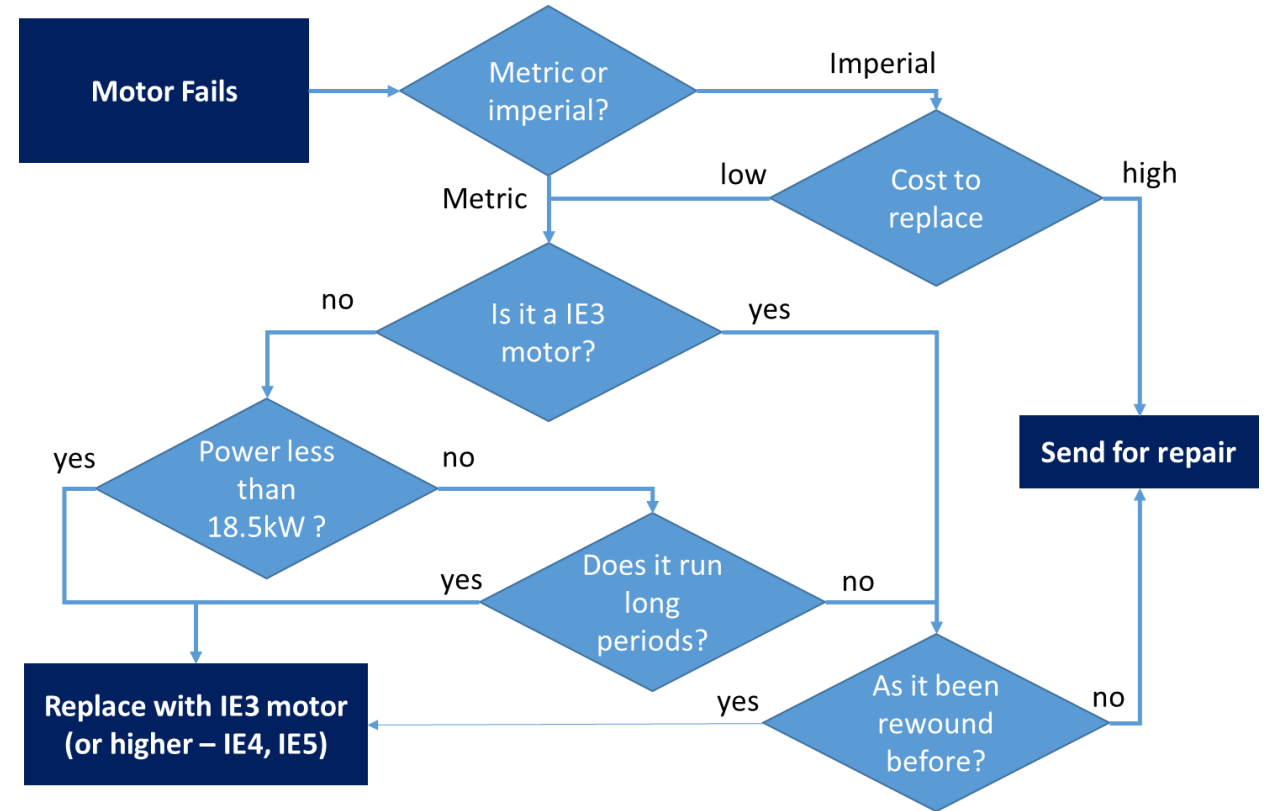 Motor Fails
Metric or
imperial?
Imperial
Metric
low
Cost to
replace
high
no
Is it a IE3
motor?
yes
yes
Power less
than
18.5kW ?
no
Send for repair
yes
Does it run
long
periods?
no
Replace with IE3 motor
(or higher – IE4, IE5)
yes
As it been
rewound
before?
no